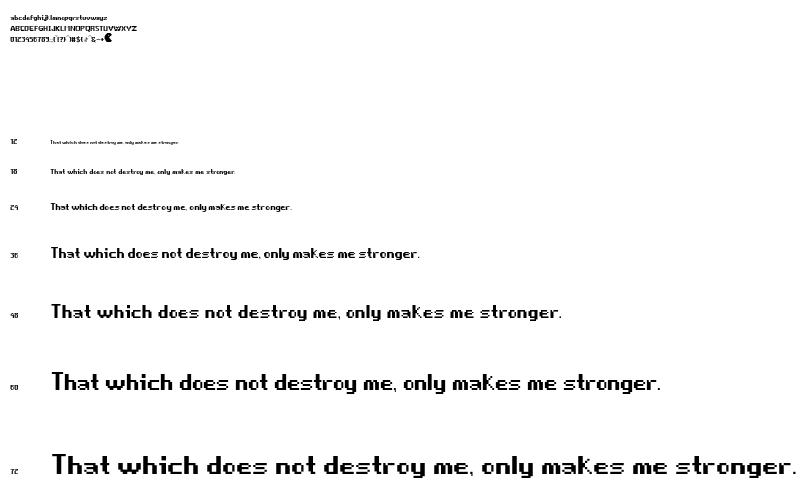 abcdefghijklmnopqrstuvwxyz
ABCDEFGHIJKLMNOPQRSTUVWXYZ
0123456789
12 That which does not destroy me, only makes me stronger.
18 That which does not destroy me, only makes me stronger.
24 That which does not destroy me, only makes me stronger.
36 That which does not destroy me, only makes me stronger.
48 That which does not destroy me, only makes me stronger.
60 That which does not destroy me, only makes me stronger.
72 That which does not destroy me, only makes me stronger.